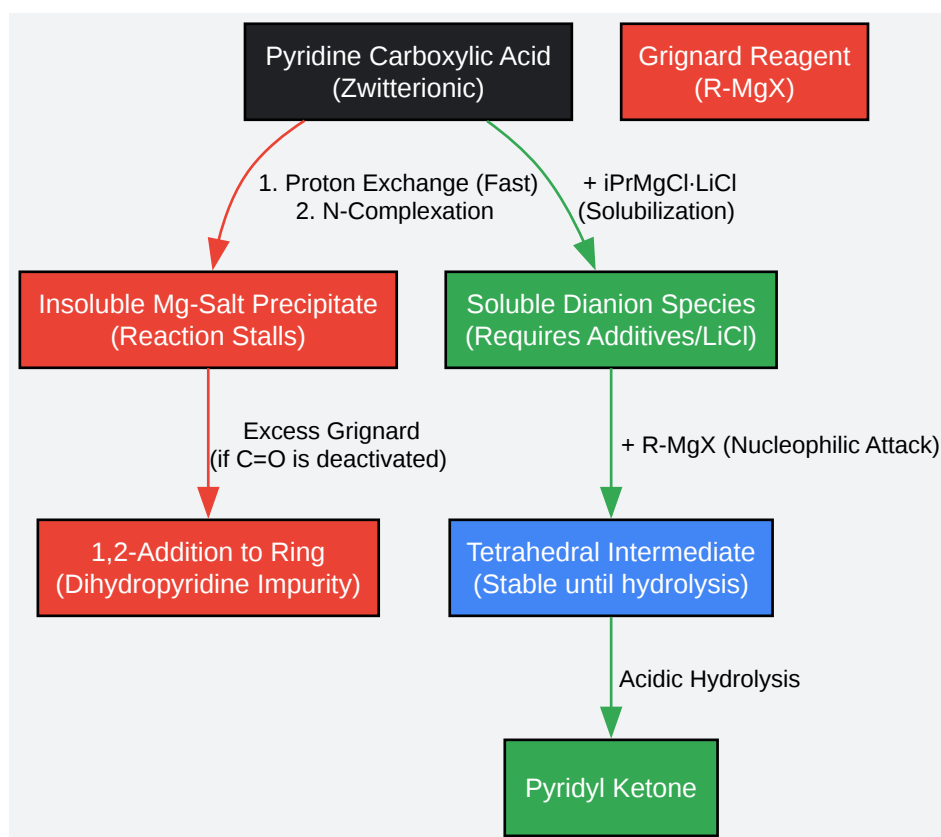 Pyridine Carboxylic Acid
(Zwitterionic)
Grignard Reagent
(R-MgX)
1. Proton Exchange (Fast)
2. N-Complexation
+ iPrMgCl·LiCl
(Solubilization)
Insoluble Mg-Salt Precipitate
(Reaction Stalls)
Soluble Dianion Species
(Requires Additives/LiCl)
Excess Grignard
(if C=O is deactivated)
+ R-MgX (Nucleophilic Attack)
1,2-Addition to Ring
(Dihydropyridine Impurity)
Tetrahedral Intermediate
(Stable until hydrolysis)
Acidic Hydrolysis
Pyridyl Ketone